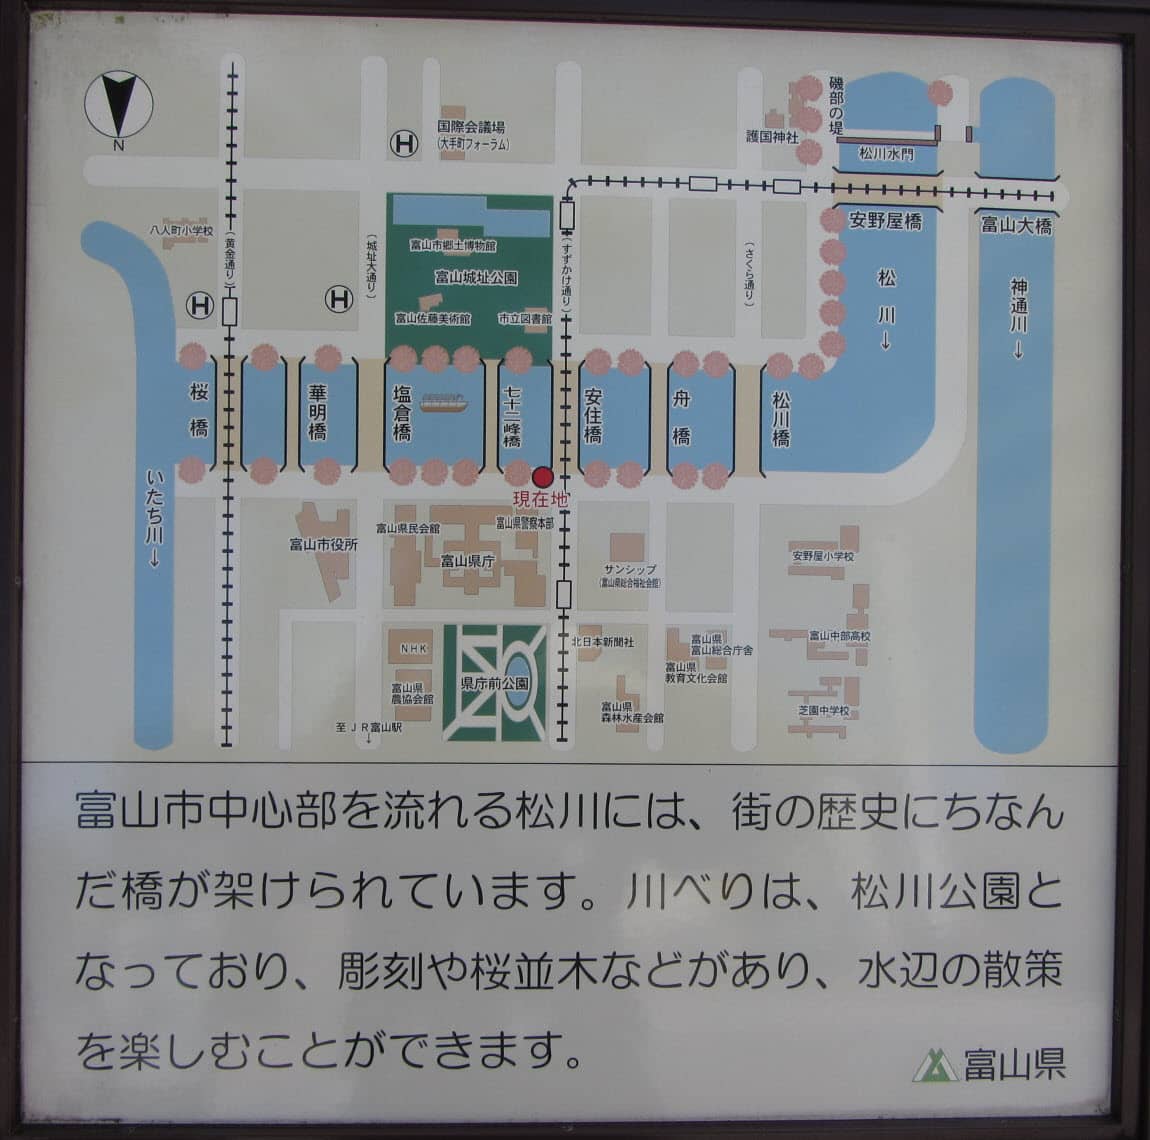 N
国際会議場
(大手町フォーラム)
H
護国神社
磯部の堤
松川水門
八人町小学校
(黄金通り)
(城址大通り)
富山市郷土博物館
富山城址公園
富山佐藤美術館
市立図書館
(すずかけ通り)
(さくら通り)
安野屋橋
富山大橋
松川↓
神通川↓
H
H
桜橋
華明橋
塩倉橋
七十二峰橋
安住橋
舟橋
松川橋
いたち川↓
現在地
富山市役所
富山県民会館
富山県庁
富山県警察本部
サンシップ
(富山県総合福祉会館)
安野屋小学校
NHK
富山県
農協会館
県庁前公園
北日本新聞社
富山県
富山総合庁舎
富山県
教育文化会館
富山中部高校
富山県
森林水産会館
芝園中学校
至JR富山駅
↓
富山市中心部を流れる松川には、街の歴史にちなん
だ橋が架けられています。川べりは、松川公園と
なっており、彫刻や桜並木などがあり、水辺の散策
を楽しむことができます。
富山県